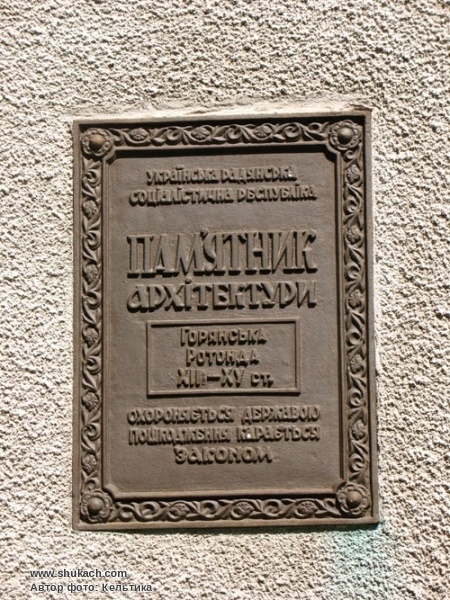 Українська Радянська
Соціалістична Республіка
ПАМ'ЯТНИК
архітектури
Горянська
Ротонда
XII–XV ст.
Охороняється державою
пошкодження карається
законом
www.shukach.com
Автор фото: Кельтика